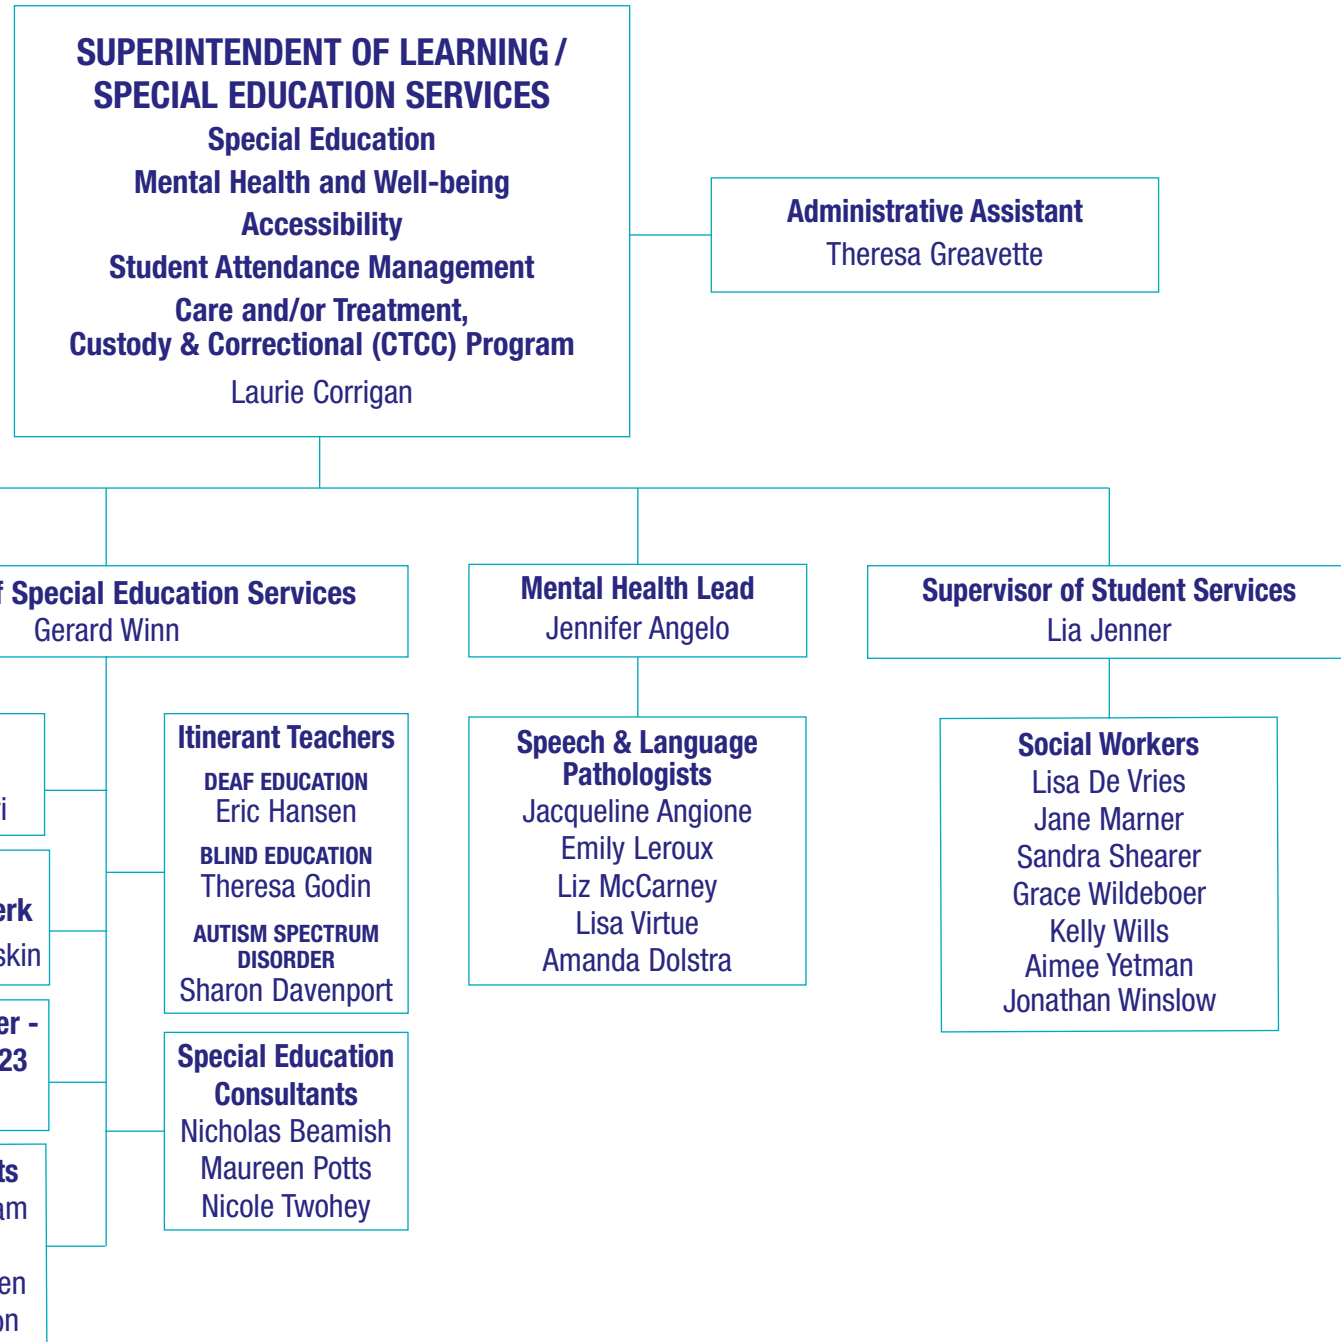 SUPERINTENDENT OF LEARNING /
SPECIAL EDUCATION SERVICES
Special Education
Mental Health and Well-being
Accessibility
Student Attendance Management
Care and/or Treatment,
Custody & Correctional (CTCC) Program
Laurie Corrigan
Administrative Assistant
Theresa Greavette
Special Education Services
Gerard Winn
Mental Health Lead
Jennifer Angelo
Supervisor of Student Services
Lia Jenner
Itinerant Teachers
DEAF EDUCATION
Eric Hansen
BLIND EDUCATION
Theresa Godin
AUTISM SPECTRUM
DISORDER
Sharon Davenport
Special Education
Consultants
Nicholas Beamish
Maureen Potts
Nicole Twohey
Speech & Language
Pathologists
Jacqueline Angione
Emily Leroux
Liz McCarney
Lisa Virtue
Amanda Dolstra
Social Workers
Lisa De Vries
Jane Marner
Sandra Shearer
Grace Wildeboer
Kelly Wills
Aimee Yetman
Jonathan Winslow